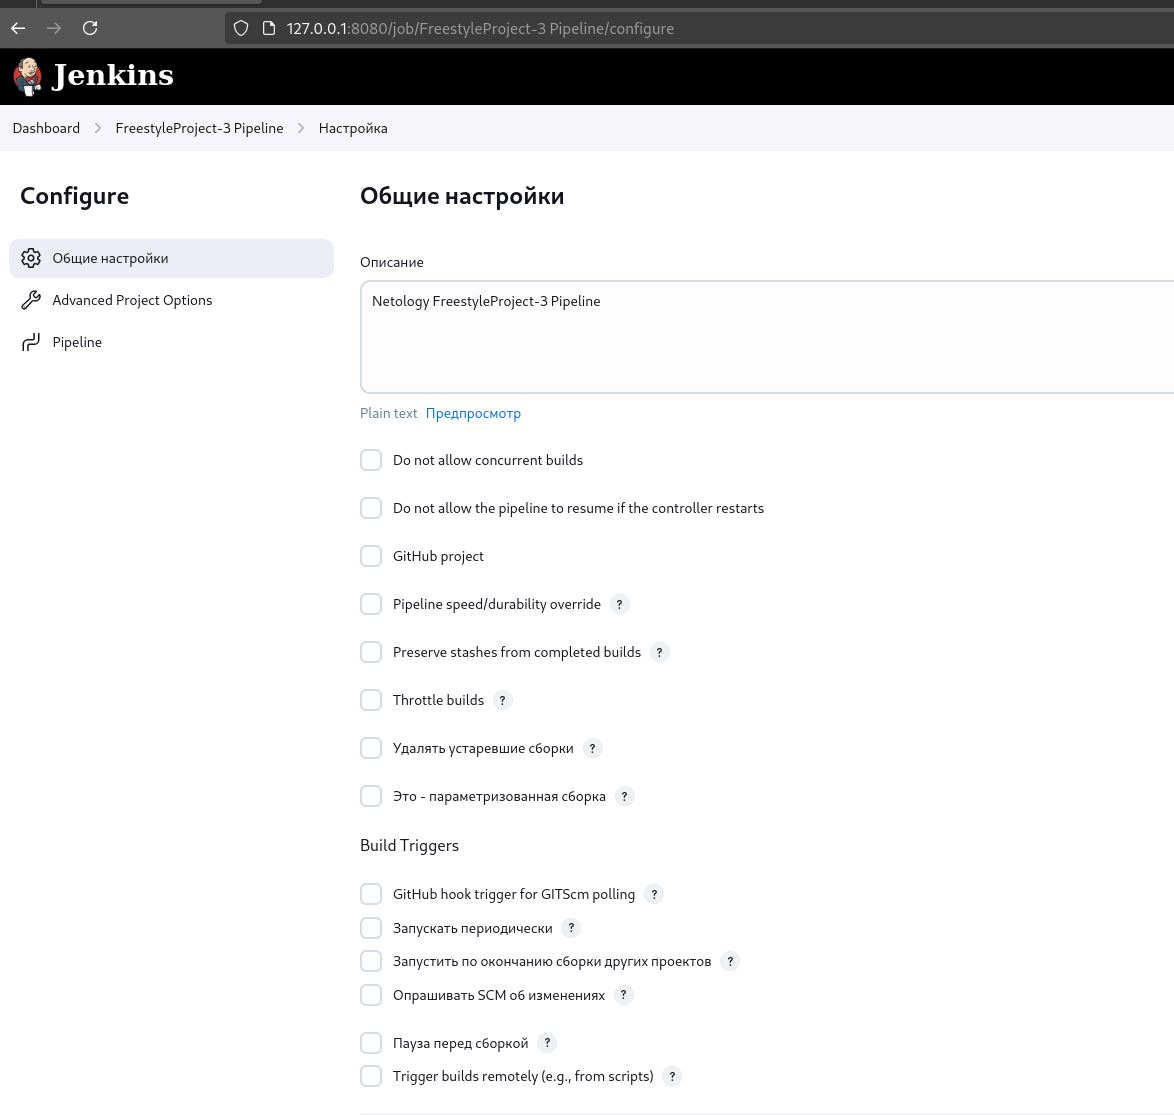 127.0.0.1:8080/job/FreestyleProject-3 Pipeline/configure
Jenkins
Dashboard > FreestyleProject-3 Pipeline > Настройка
Configure
Общие настройки
Advanced Project Options
Pipeline
Общие настройки
Описание
Netology FreestyleProject-3 Pipeline
Plain text Предпросмотр
Do not allow concurrent builds
Do not allow the pipeline to resume if the controller restarts
GitHub project
Pipeline speed/durability override ?
Preserve stashes from completed builds ?
Throttle builds ?
Удалять устаревшие сборки ?
Это - параметризованная сборка ?
Build Triggers
GitHub hook trigger for GITScm polling ?
Запускать периодически ?
Запустить по окончанию сборки других проектов ?
Опрашивать SCM об изменениях ?
Пауза перед сборкой ?
Trigger builds remotely (e.g., from scripts) ?